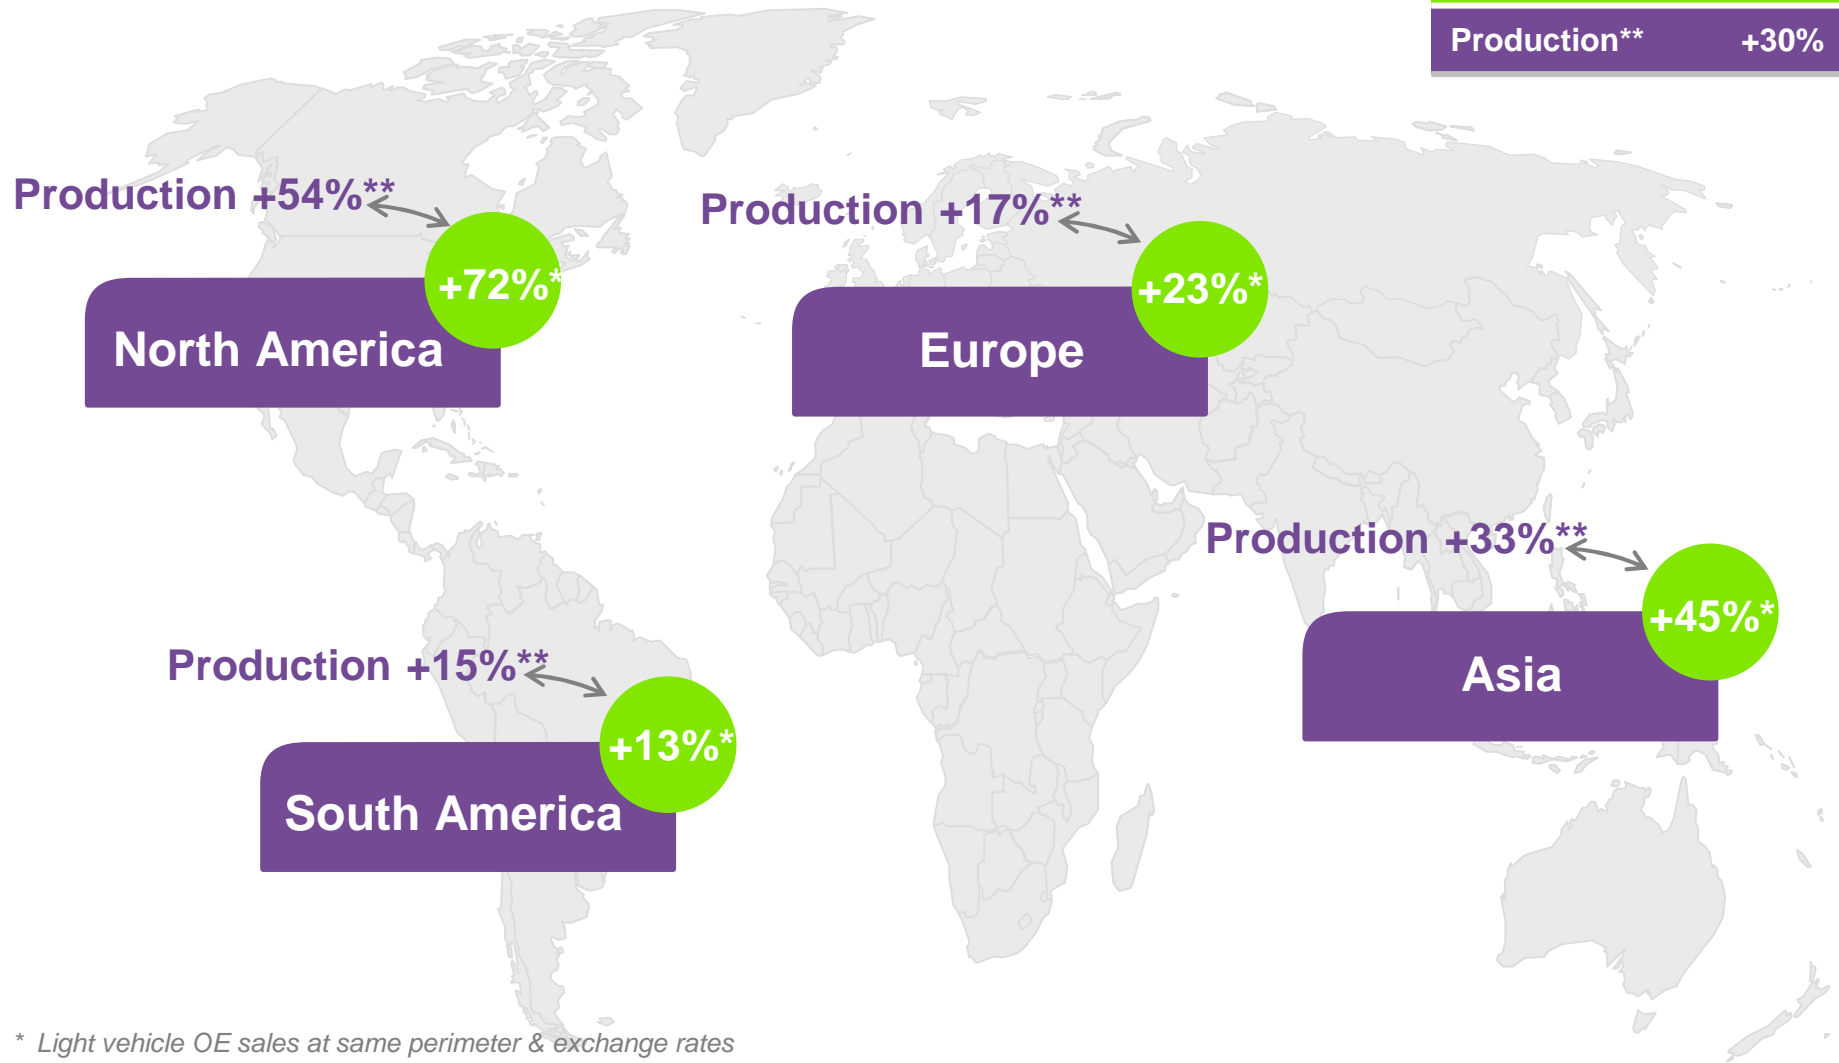 Production** +30%
Production +54%**
+72%*
North America
Production +17%**
+23%*
Europe
Production +33%**
+45%*
Asia
Production +15%**
+13%*
South America
* Light vehicle OE sales at same perimeter & exchange rates